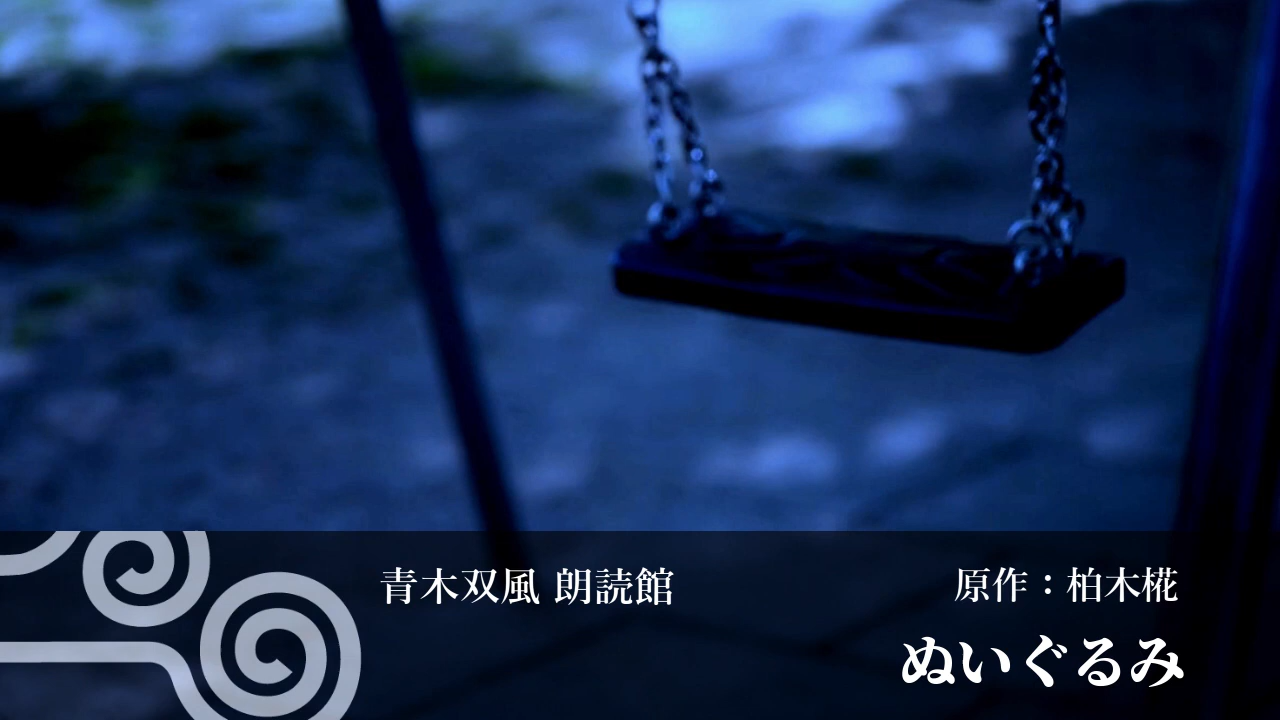 青木双風 朗読館
原作：柏木椛
ぬいぐるみ